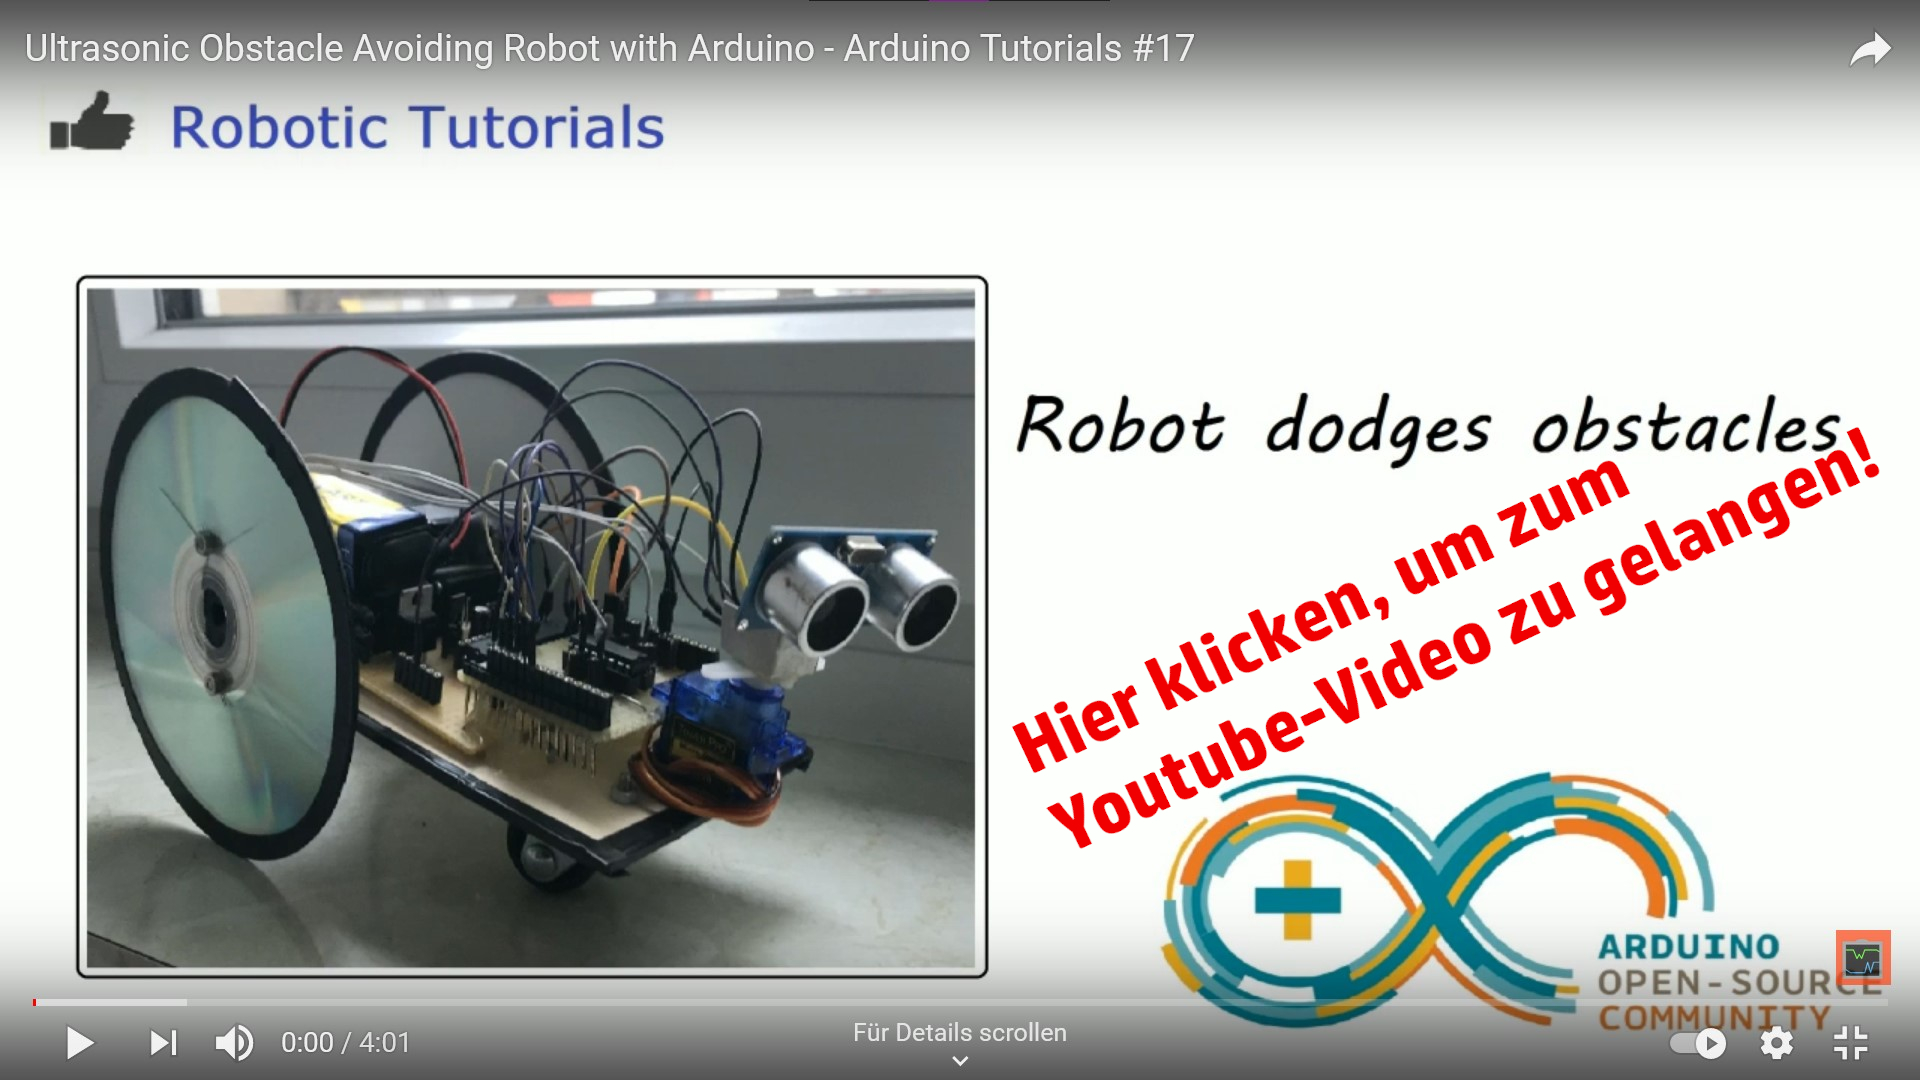 Ultrasonic Obstacle Avoiding Robot with Arduino - Arduino Tutorials #17
Robotic Tutorials
Robot dodges obstacles
Hier klicken, um zum
Youtube-Video zu gelangen!
ARDUINO
OPEN-SOURCE
COMMUNITY
0:00 / 4:01
Für Details scrollen